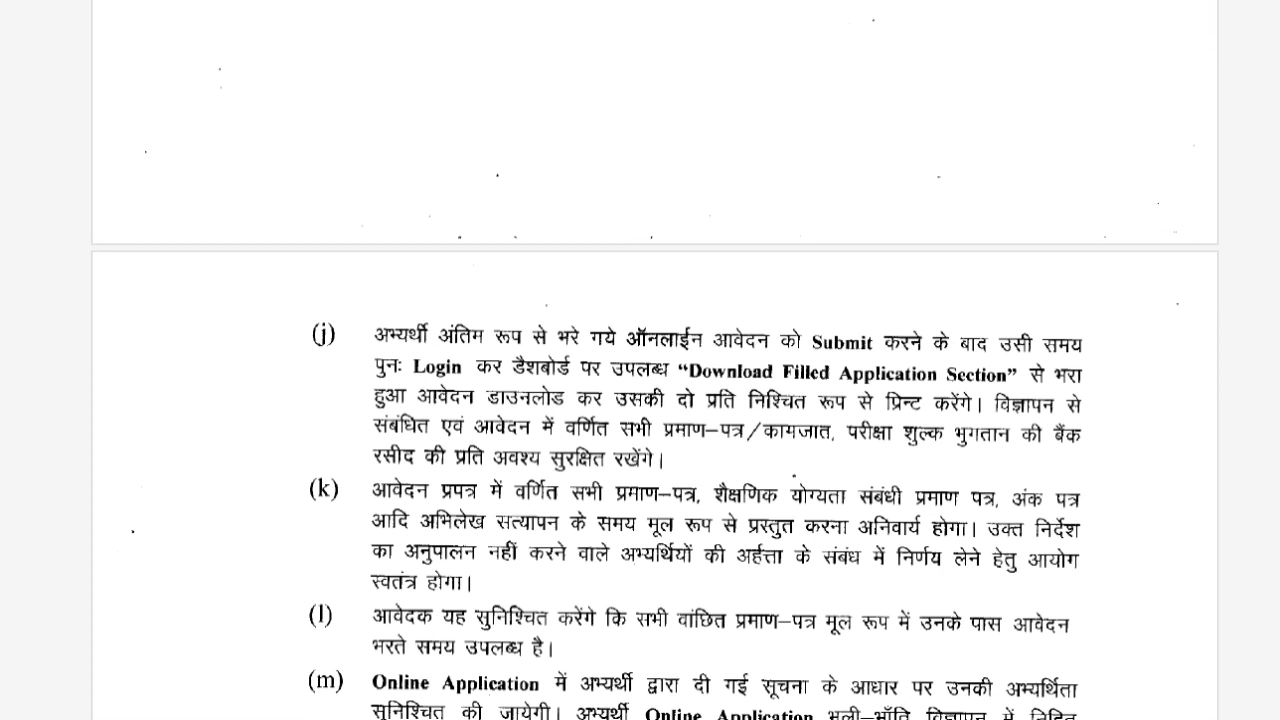 (j) अभ्यर्थी अंतिम रूप से भरे गये ऑनलाईन आवेदन को Submit करने के बाद उसी समय
पुनः Login कर डैशबोर्ड पर उपलब्ध “Download Filled Application Section” से भरा
हुआ आवेदन डाउनलोड कर उसकी दो प्रति निश्चित रूप से प्रिन्ट करेंगे। विज्ञापन से
संबंधित एवं आवेदन में वर्णित सभी प्रमाण–पत्र/कागजात, परीक्षा शुल्क भुगतान की बैंक
रसीद की प्रति अवश्य सुरक्षित रखेंगे।
(k) आवेदन प्रपत्र में वर्णित सभी प्रमाण–पत्र, शैक्षणिक योग्यता संबंधी प्रमाण पत्र, अंक पत्र
आदि अभिलेख सत्यापन के समय मूल रूप से प्रस्तुत करना अनिवार्य होगा। उक्त निर्देश
का अनुपालन नहीं करने वाले अभ्यर्थियों की अर्हत्ता के संबंध में निर्णय लेने हेतु आयोग
स्वतंत्र होगा।
(l) आवेदक यह सुनिश्चित करेंगे कि सभी वांछित प्रमाण–पत्र मूल रूप में उनके पास आवेदन
भरते समय उपलब्ध है।
(m) Online Application में अभ्यर्थी द्वारा दी गई सूचना के आधार पर उनकी अभ्यर्थिता
सुनिश्चित की जायेगी। अभ्यर्थी Online Application भली–भाँति विज्ञापन में निहित